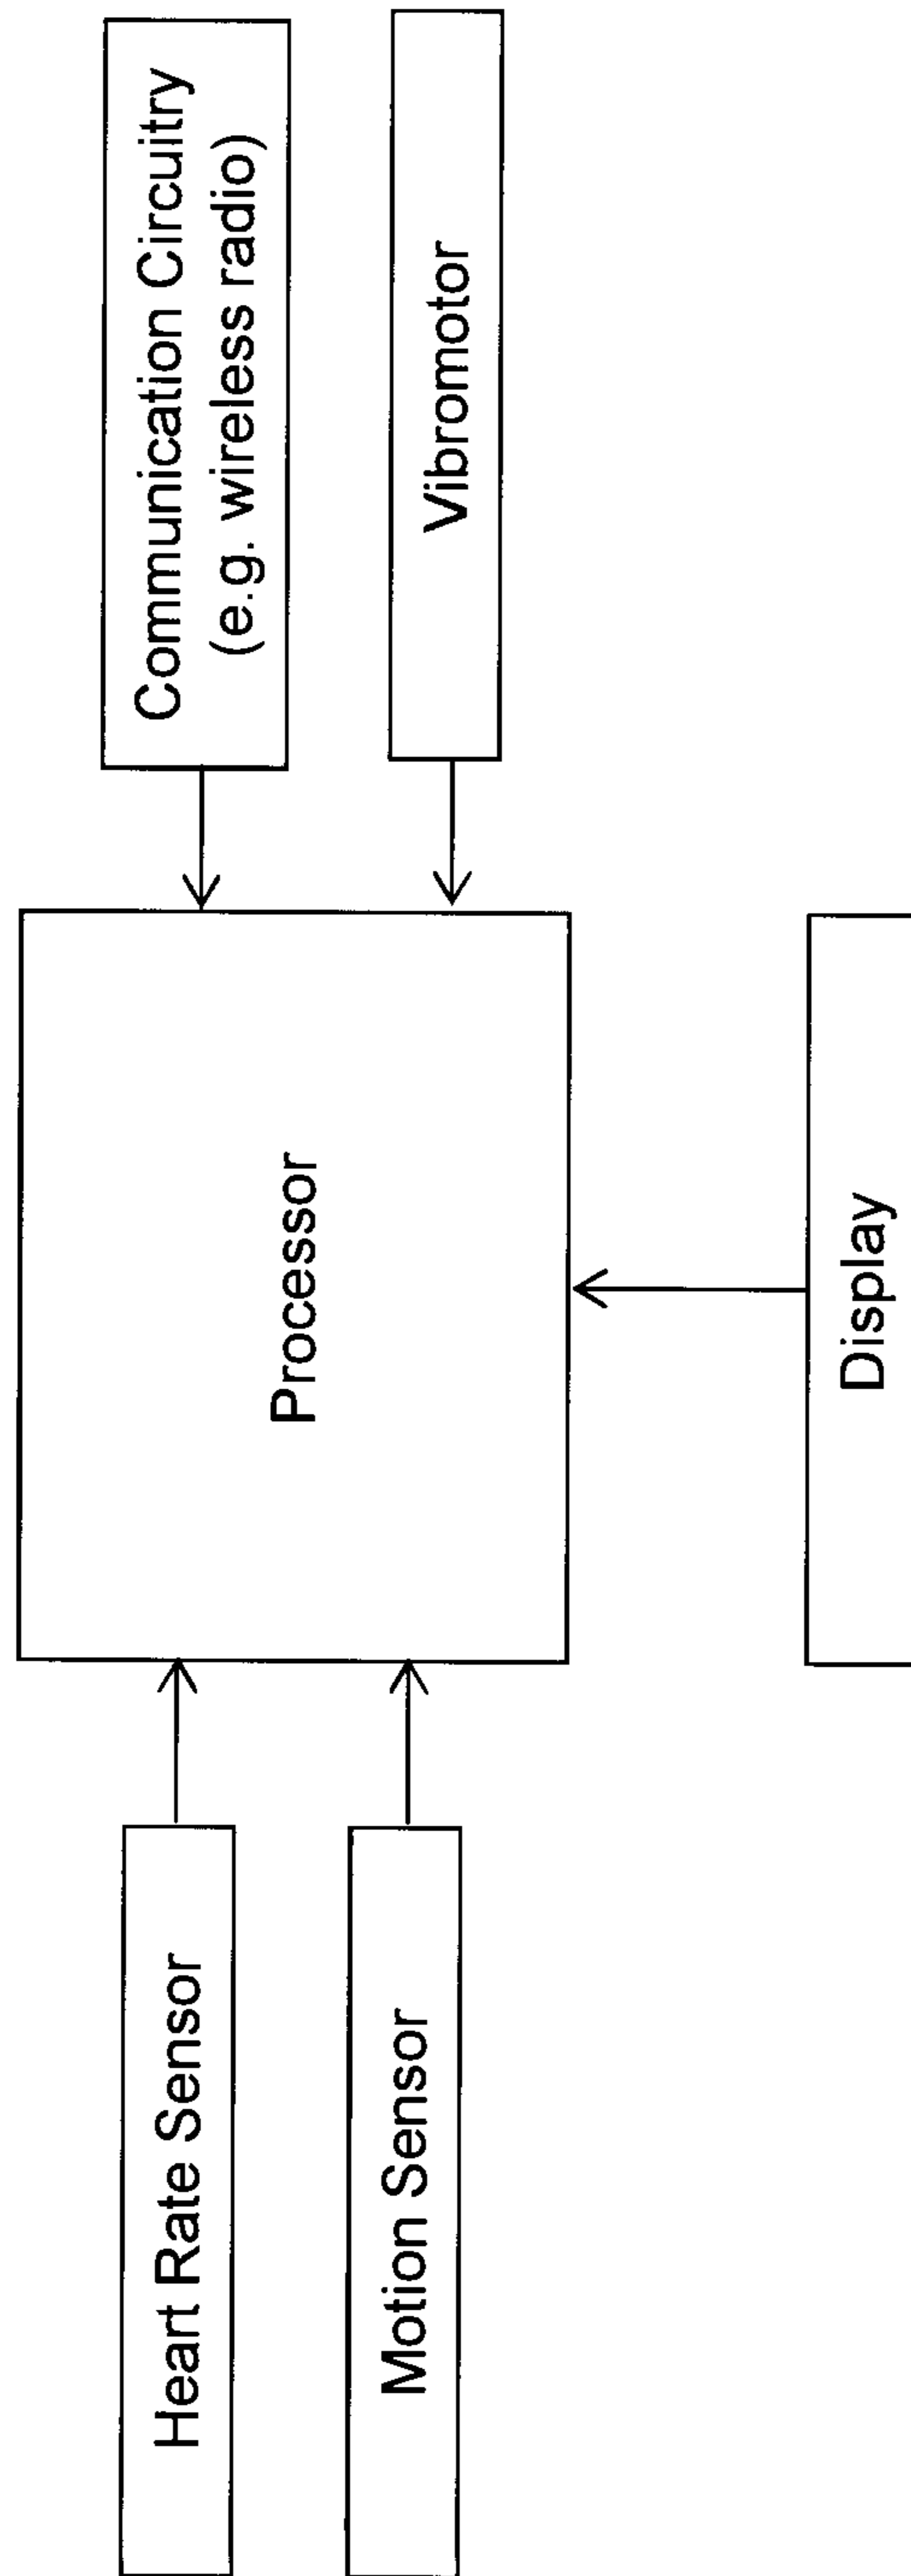 Heart Rate Sensor
Motion Sensor
Processor
Communication Circuitry
(e.g. wireless radio)
Vibromotor
Display